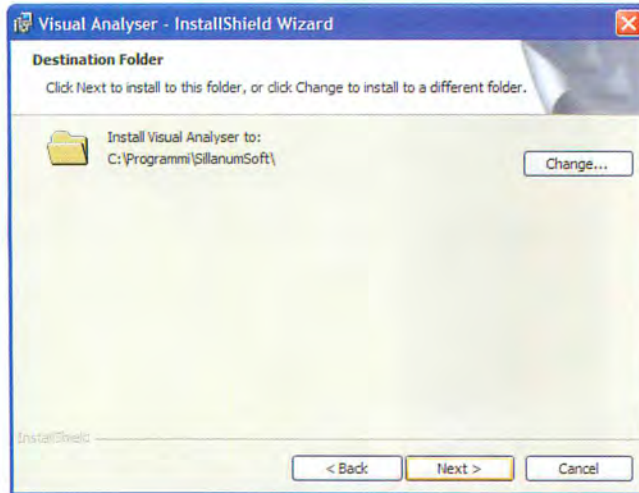 Visual Analyser - InstallShield Wizard
Destination Folder
Click Next to install to this folder, or click Change to install to a different folder.
Install Visual Analyser to:
C:\Programmi\SillanumSoft\
Change...
InstallShield
< Back
Next >
Cancel